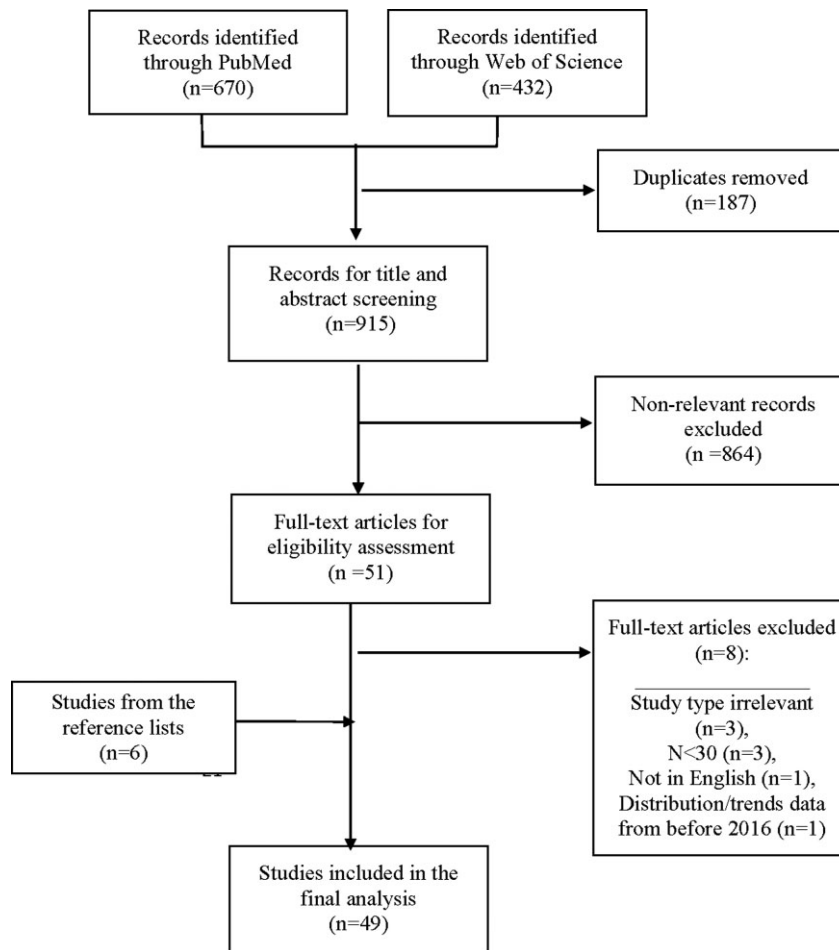 Records identified
through PubMed
(n=670)
Records identified
through Web of Science
(n=432)
Duplicates removed
(n=187)
Records for title and
abstract screening
(n=915)
Non-relevant records
excluded
(n =864)
Full-text articles for
eligibility assessment
(n =51)
Full-text articles excluded
(n=8):
Study type irrelevant
(n=3),
N<30 (n=3),
Not in English (n=1),
Distribution/trends data
from before 2016 (n=1)
Studies from the
reference lists
(n=6)
Studies included in the
final analysis
(n=49)